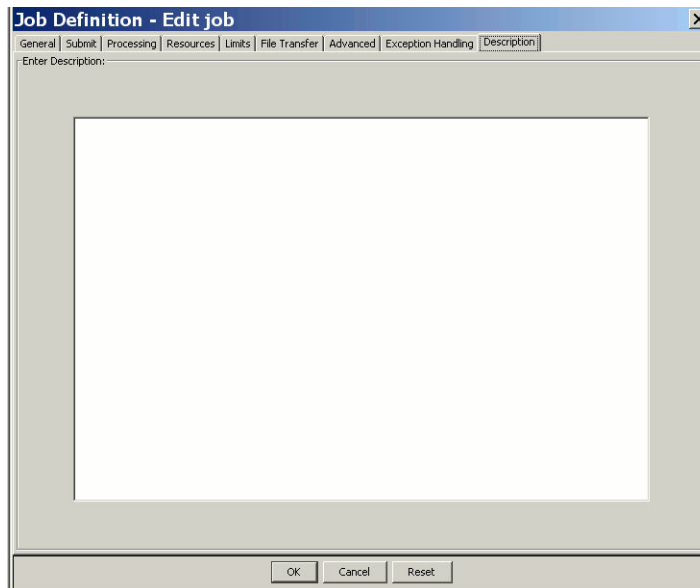 Job Definition - Edit job
General Submit Processing Resources Limits File Transfer Advanced Exception Handling Description
Enter Description:
OK Cancel Reset